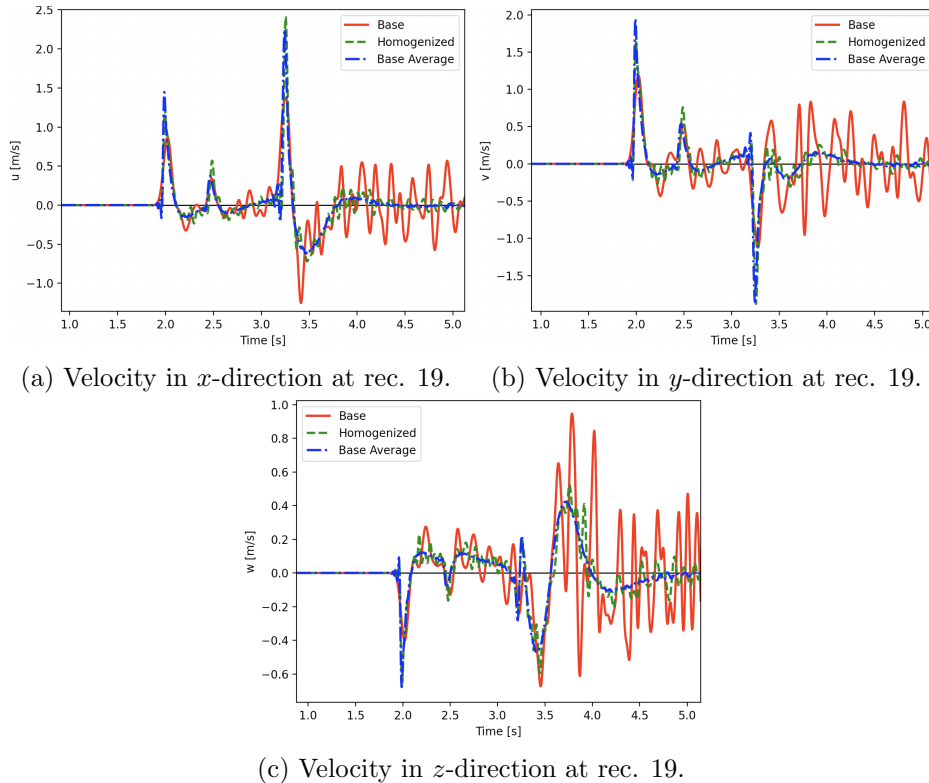 2.5
2.0
1.5
1.0
0.5
0.0
−0.5
−1.0
u [m/s]
Base
Homogenized
Base Average
1.0 1.5 2.0 2.5 3.0 3.5 4.0 4.5 5.0
Time [s]
(a) Velocity in x-direction at rec. 19.
2.0
1.5
1.0
0.5
0.0
−0.5
−1.0
−1.5
v [m/s]
Base
Homogenized
Base Average
1.0 1.5 2.0 2.5 3.0 3.5 4.0 4.5 5.0
Time [s]
(b) Velocity in y-direction at rec. 19.
1.0
0.8
0.6
0.4
0.2
0.0
−0.2
−0.4
−0.6
w [m/s]
Base
Homogenized
Base Average
1.0 1.5 2.0 2.5 3.0 3.5 4.0 4.5 5.0
Time [s]
(c) Velocity in z-direction at rec. 19.